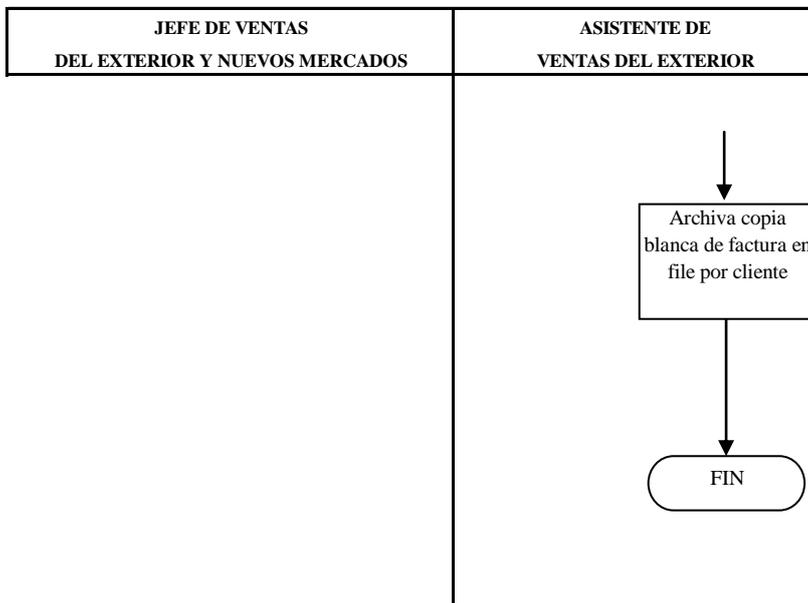 JEFE DE VENTAS
DEL EXTERIOR Y NUEVOS MERCADOS
ASISTENTE DE
VENTAS DEL EXTERIOR
Archiva copia
blanca de factura en
file por cliente
FIN